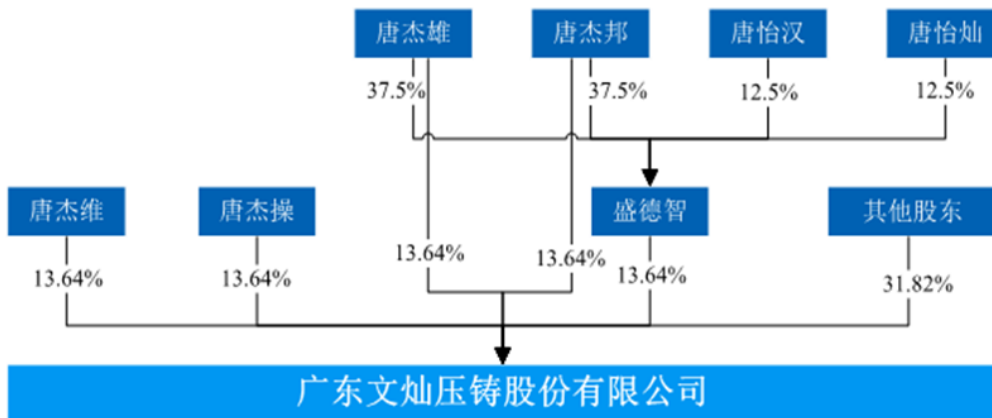 唐杰雄 唐杰邦 唐怡汉 唐怡灿
37.5% 37.5% 12.5% 12.5%
唐杰维 唐杰操 盛德智 其他股东
13.64% 13.64%
13.64% 13.64% 13.64% 31.82%
广东文灿压铸股份有限公司